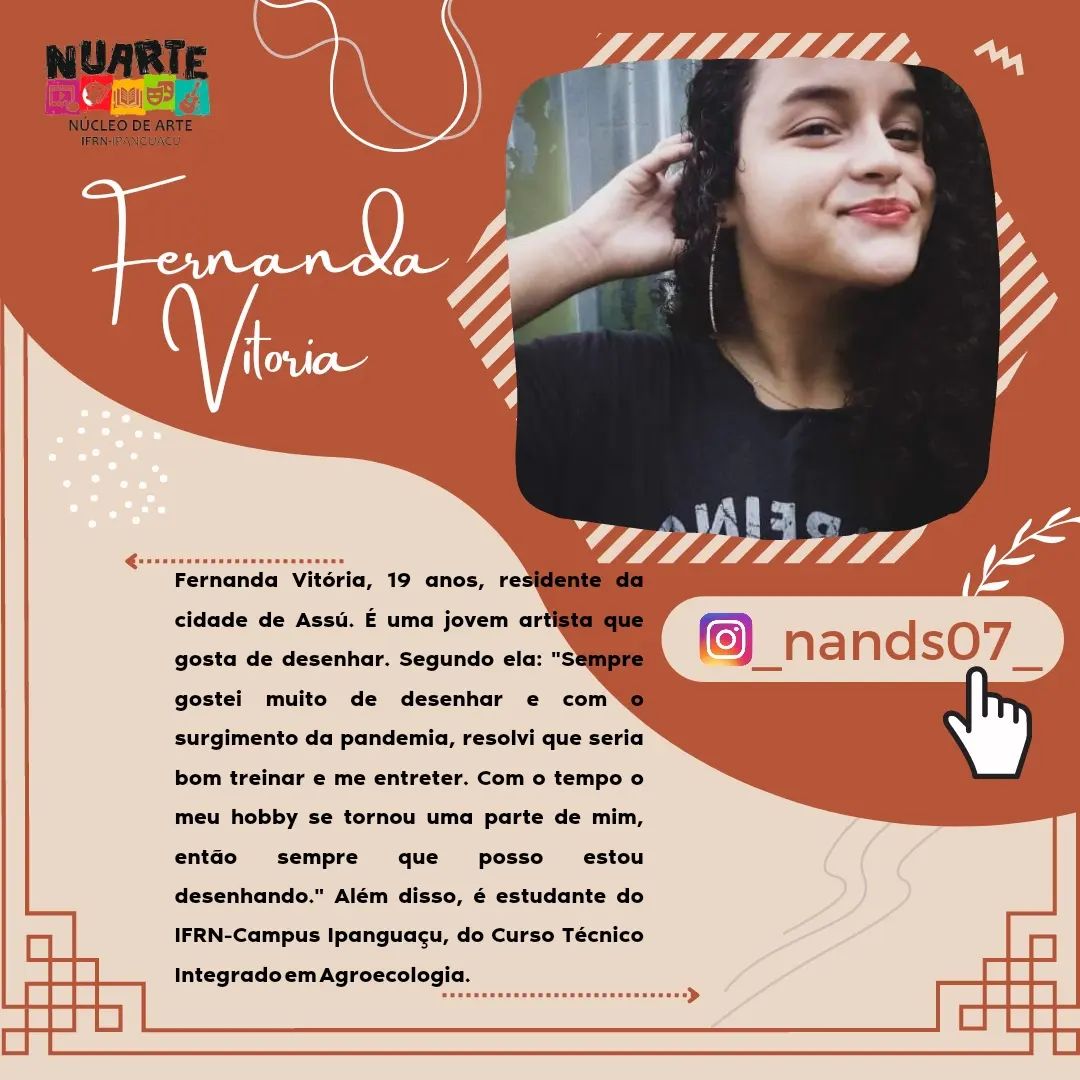 NUARTE
NÚCLEO DE ARTE
IFRN-IPANGUAÇU
Fernanda
Vitoria
Fernanda Vitória, 19 anos, residente da
cidade de Assú. É uma jovem artista que
gosta de desenhar. Segundo ela: "Sempre
gostei muito de desenhar e com o
surgimento da pandemia, resolvi que seria
bom treinar e me entreter. Com o tempo o
meu hobby se tornou uma parte de mim,
então sempre que posso estou
desenhando." Além disso, é estudante do
IFRN-Campus Ipanguaçu, do Curso Técnico
Integrado em Agroecologia.
_nands07_